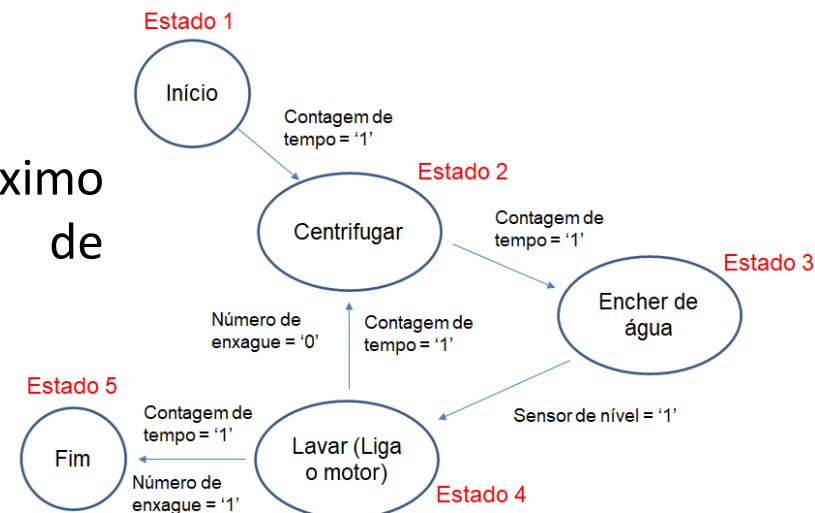 Estado 1
Início
Contagem de
tempo = ‘1’
ximo
de
Estado 2
Centrifugar
Contagem de
tempo = ‘1’
Estado 3
Encher de
água
Número de
enxague = ‘0’
Contagem de
tempo = ‘1’
Sensor de nível = ‘1’
Estado 5
Fim
Contagem de
tempo = ‘1’
Número de
enxague = ‘1’
Lavar (Liga
o motor)
Estado 4